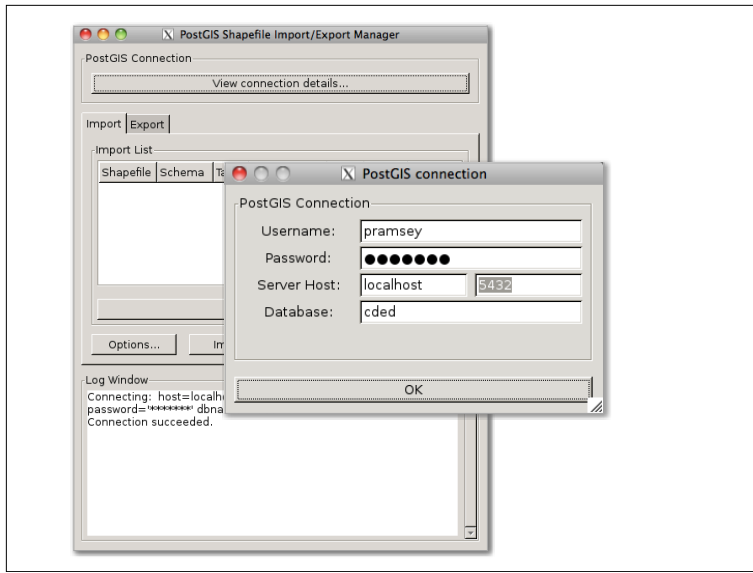 PostGIS Shapefile Import/Export Manager
PostGIS Connection
View connection details...
Import Export
Import List
Shapefile Schema
PostGIS connection
PostGIS Connection
Username: pramsey
Password: ●●●●●●●
Server Host: localhost 5432
Database: cded
OK
Options...
Log Window
Connecting: host=localh
password='*******' dbna
Connection succeeded.